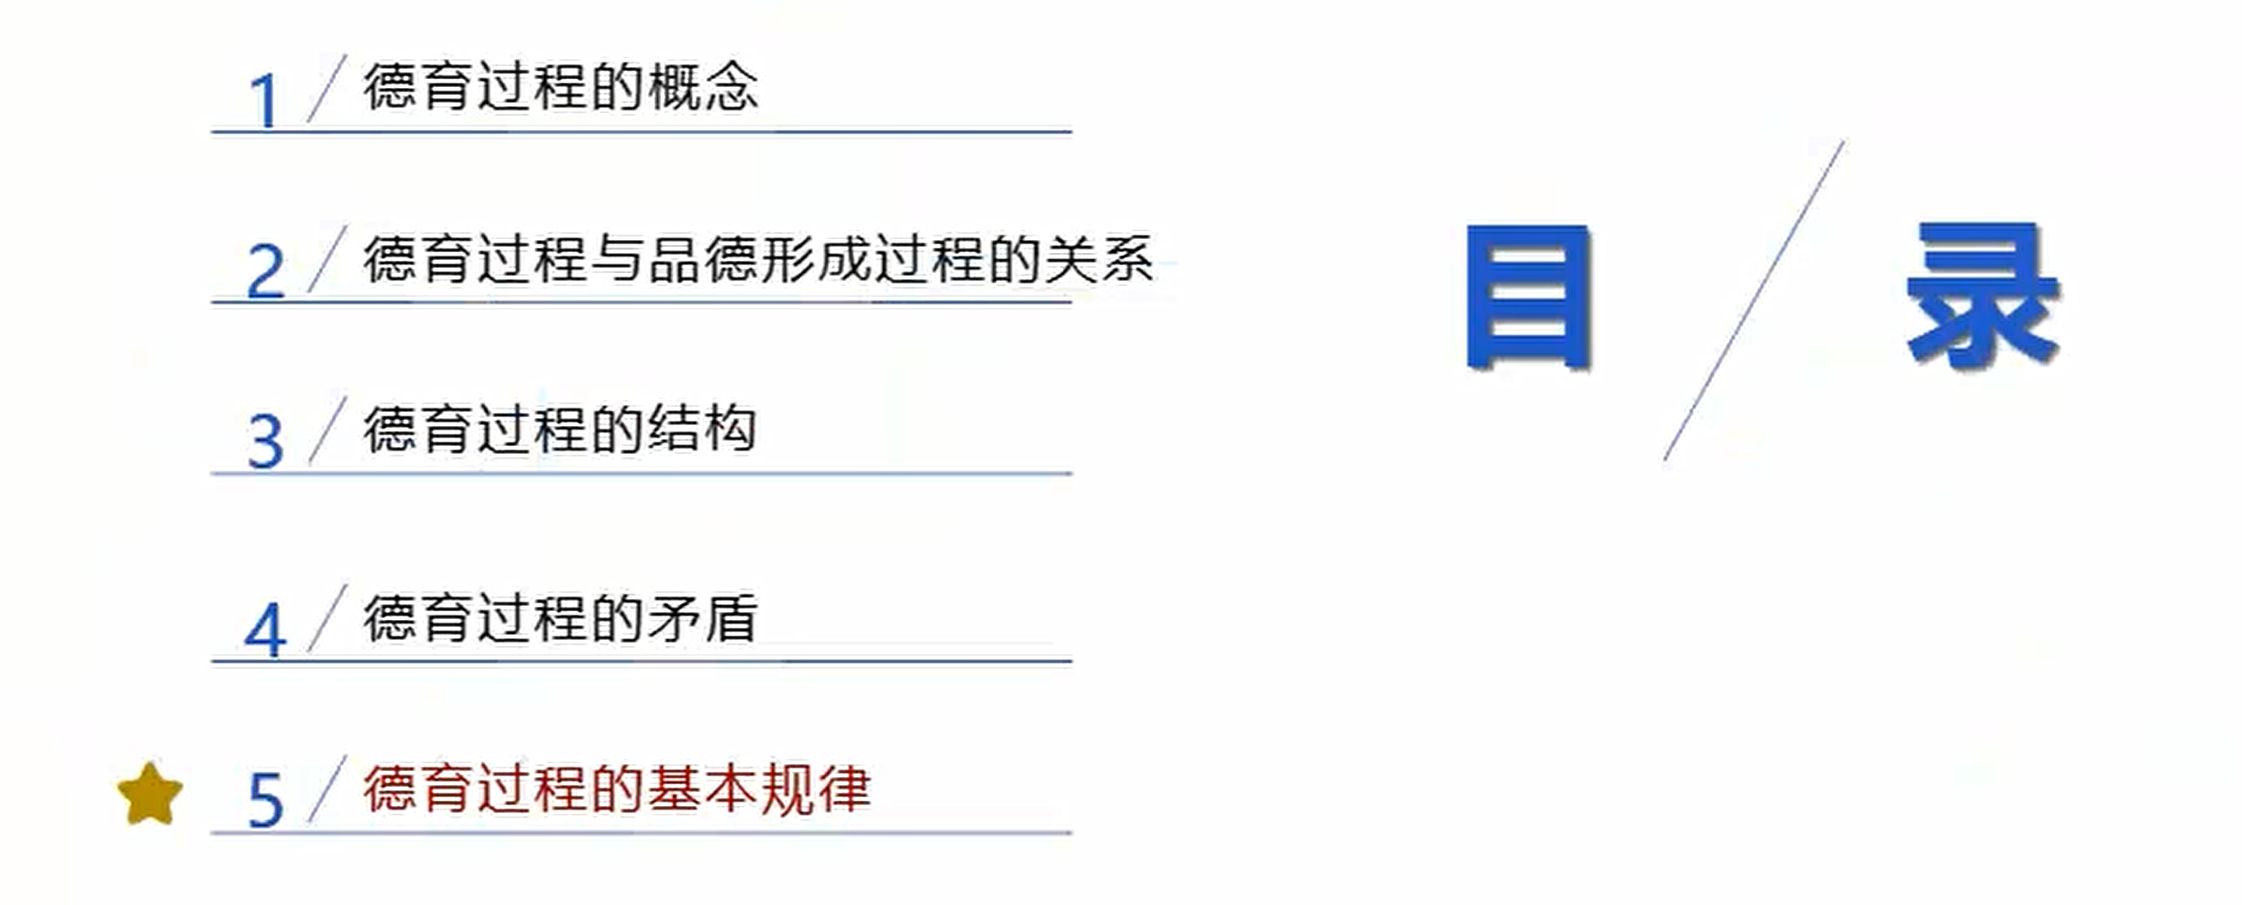 1 / 德育过程的概念
2 / 德育过程与品德形成过程的关系
3 / 德育过程的结构
4 / 德育过程的矛盾
5 / 德育过程的基本规律
目 / 录